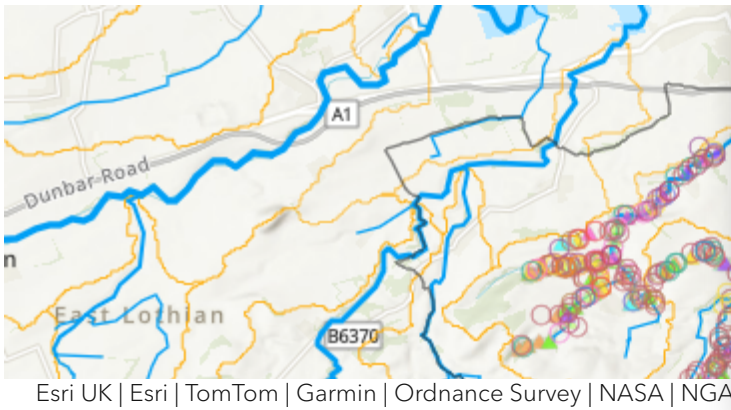 A1
Dunbar Road
n
East Lothian
B6370
Esri UK | Esri | TomTom | Garmin | Ordnance Survey | NASA | NGA